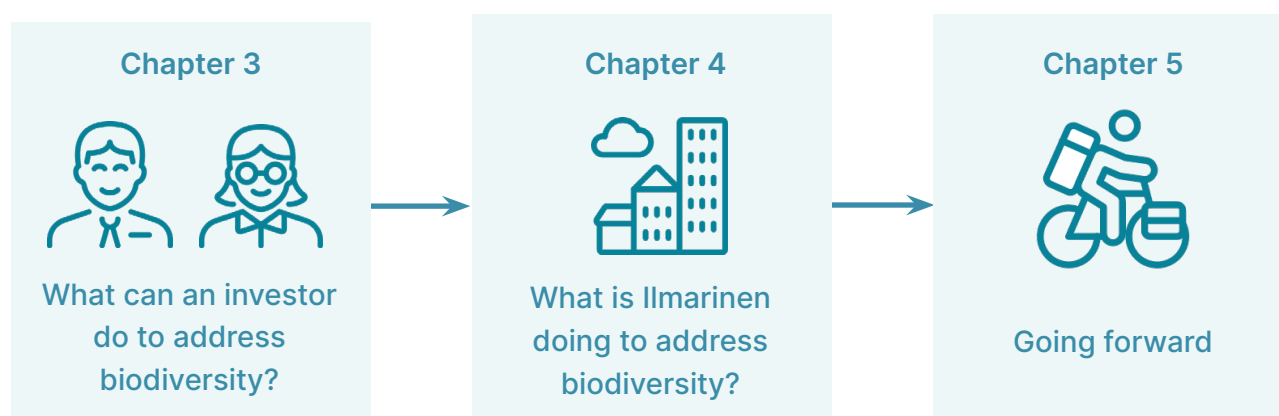 Chapter 3
What can an investor
do to address
biodiversity?
Chapter 4
What is Ilmarinen
doing to address
biodiversity?
Chapter 5
Going forward